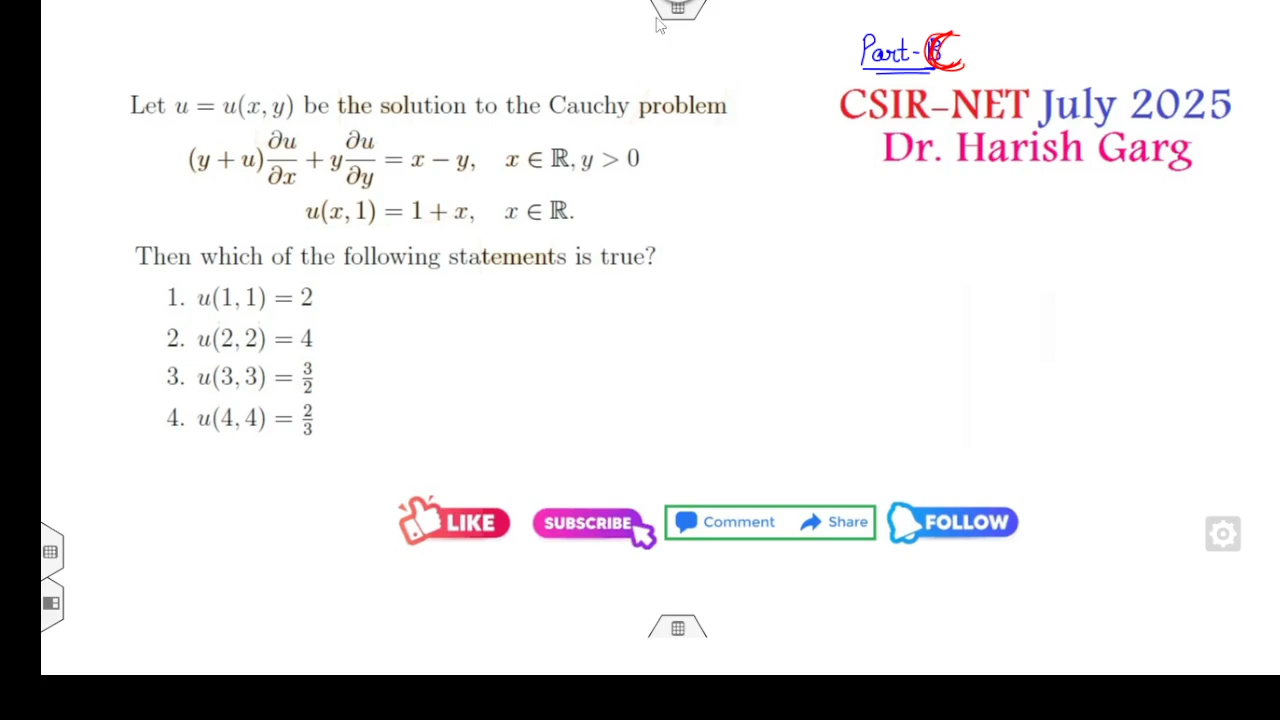 Part-C
CSIR-NET July 2025
Dr. Harish Garg
Let u = u(x, y) be the solution to the Cauchy problem
(y + u) ∂u/∂x + y ∂u/∂y = x − y, x ∈ ℝ, y > 0
u(x, 1) = 1 + x, x ∈ ℝ.
Then which of the following statements is true?
1. u(1, 1) = 2
2. u(2, 2) = 4
3. u(3, 3) = 3/2
4. u(4, 4) = 2/3
LIKE SUBSCRIBE Comment Share FOLLOW